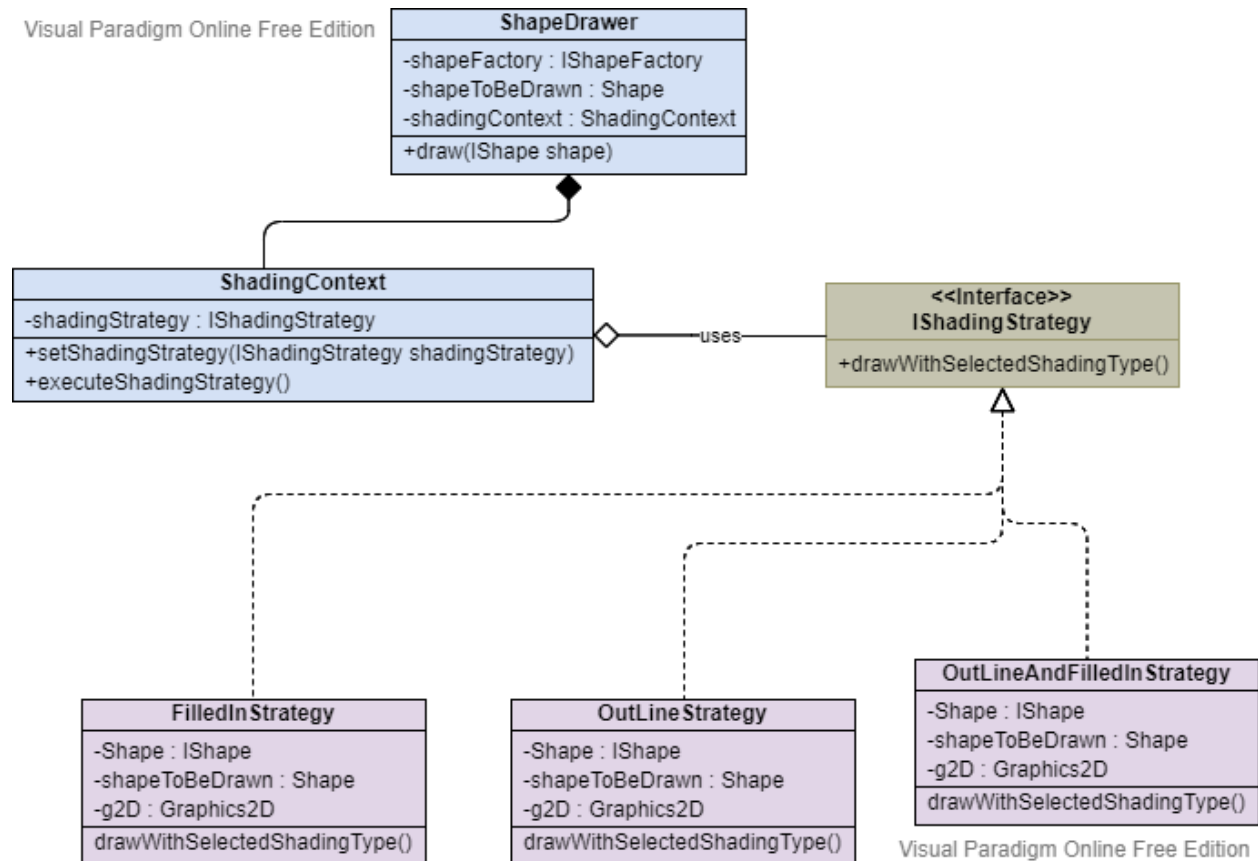 Visual Paradigm Online Free Edition
ShapeDrawer
-shapeFactory : IShapeFactory
-shapeToBeDrawn : Shape
-shadingContext : ShadingContext
+draw(IShape shape)
ShadingContext
-shadingStrategy : IShadingStrategy
+setShadingStrategy(IShadingStrategy shadingStrategy)
+executeShadingStrategy()
uses
<<Interface>>
IShadingStrategy
+drawWithSelectedShadingType()
FilledInStrategy
-Shape : IShape
-shapeToBeDrawn : Shape
-g2D : Graphics2D
drawWithSelectedShadingType()
OutLineStrategy
-Shape : IShape
-shapeToBeDrawn : Shape
-g2D : Graphics2D
drawWithSelectedShadingType()
OutLineAndFilledInStrategy
-Shape : IShape
-shapeToBeDrawn : Shape
-g2D : Graphics2D
drawWithSelectedShadingType()
Visual Paradigm Online Free Edition